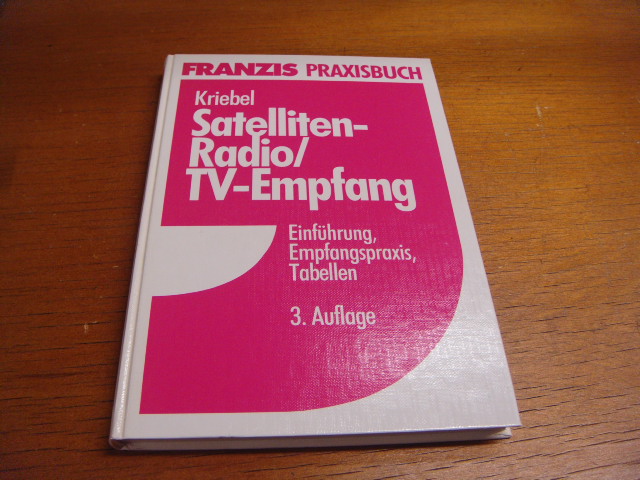 FRANZIS PRAXISBUCH
Kriebel
Satelliten-
Radio/
TV-Empfang
Einführung,
Empfangspraxis,
Tabellen
3. Auflage